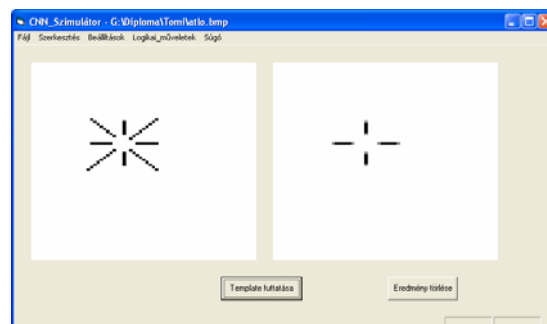 CNN_Szimulátor - G:\Diploma\Tomi\atlo.bmp
Fájl Szerkesztés Beállítások Logikai_műveletek Súgó
Template futtatása Eredmény törlése